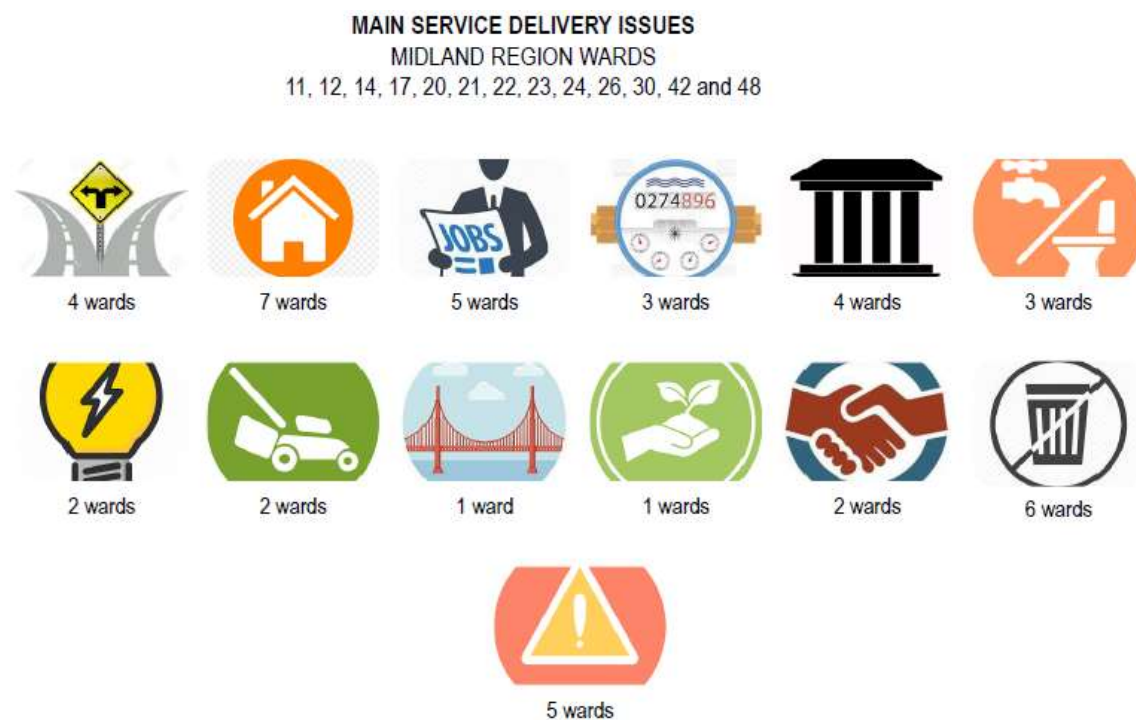 MAIN SERVICE DELIVERY ISSUES
MIDLAND REGION WARDS
11, 12, 14, 17, 20, 21, 22, 23, 24, 26, 30, 42 and 48
JOBS
0274896
4 wards
7 wards
5 wards
3 wards
4 wards
3 wards
2 wards
2 wards
1 ward
1 wards
2 wards
6 wards
5 wards